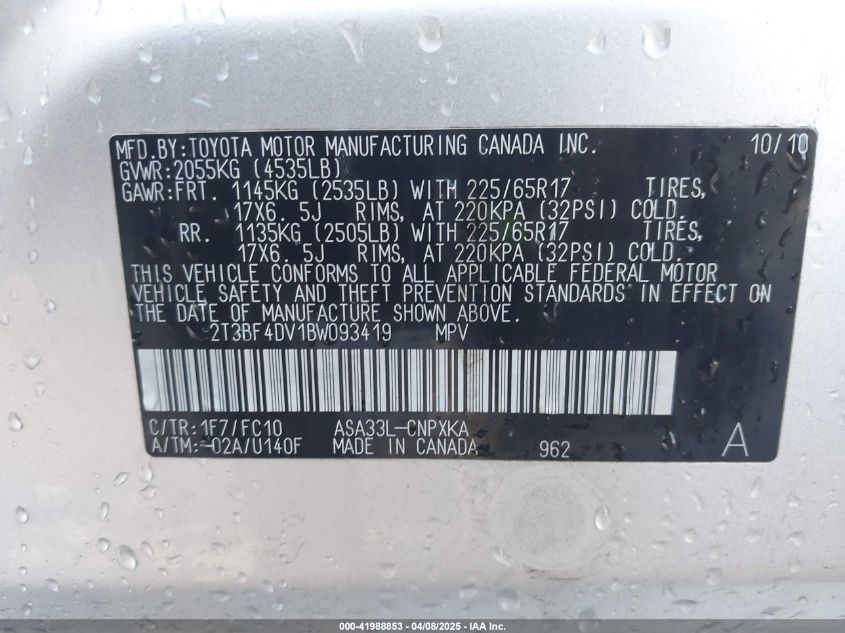 MFD.BY:TOYOTA MOTOR MANUFACTURING CANADA INC. 10/10
GVWR:2055KG (4535LB)
GAWR:FRT. 1145KG (2535LB) WITH 225/65R17 TIRES,
17X6. 5J RIMS, AT 220KPA (32PSI) COLD.
RR. 1135KG (2505LB) WITH 225/65R17 TIRES,
17X6. 5J RIMS, AT 220KPA (32PSI) COLD.
THIS VEHICLE CONFORMS TO ALL APPLICABLE FEDERAL MOTOR
VEHICLE SAFETY AND THEFT PREVENTION STANDARDS IN EFFECT ON
THE DATE OF MANUFACTURE SHOWN ABOVE.
2T3BF4DV1BW093419 MPV
C/TR:1F7/FC10 ASA33L-CNPXKA
A/TM:-02A/U140F MADE IN CANADA 962 A
000-41988853 - 04/08/2025 - IAA Inc.